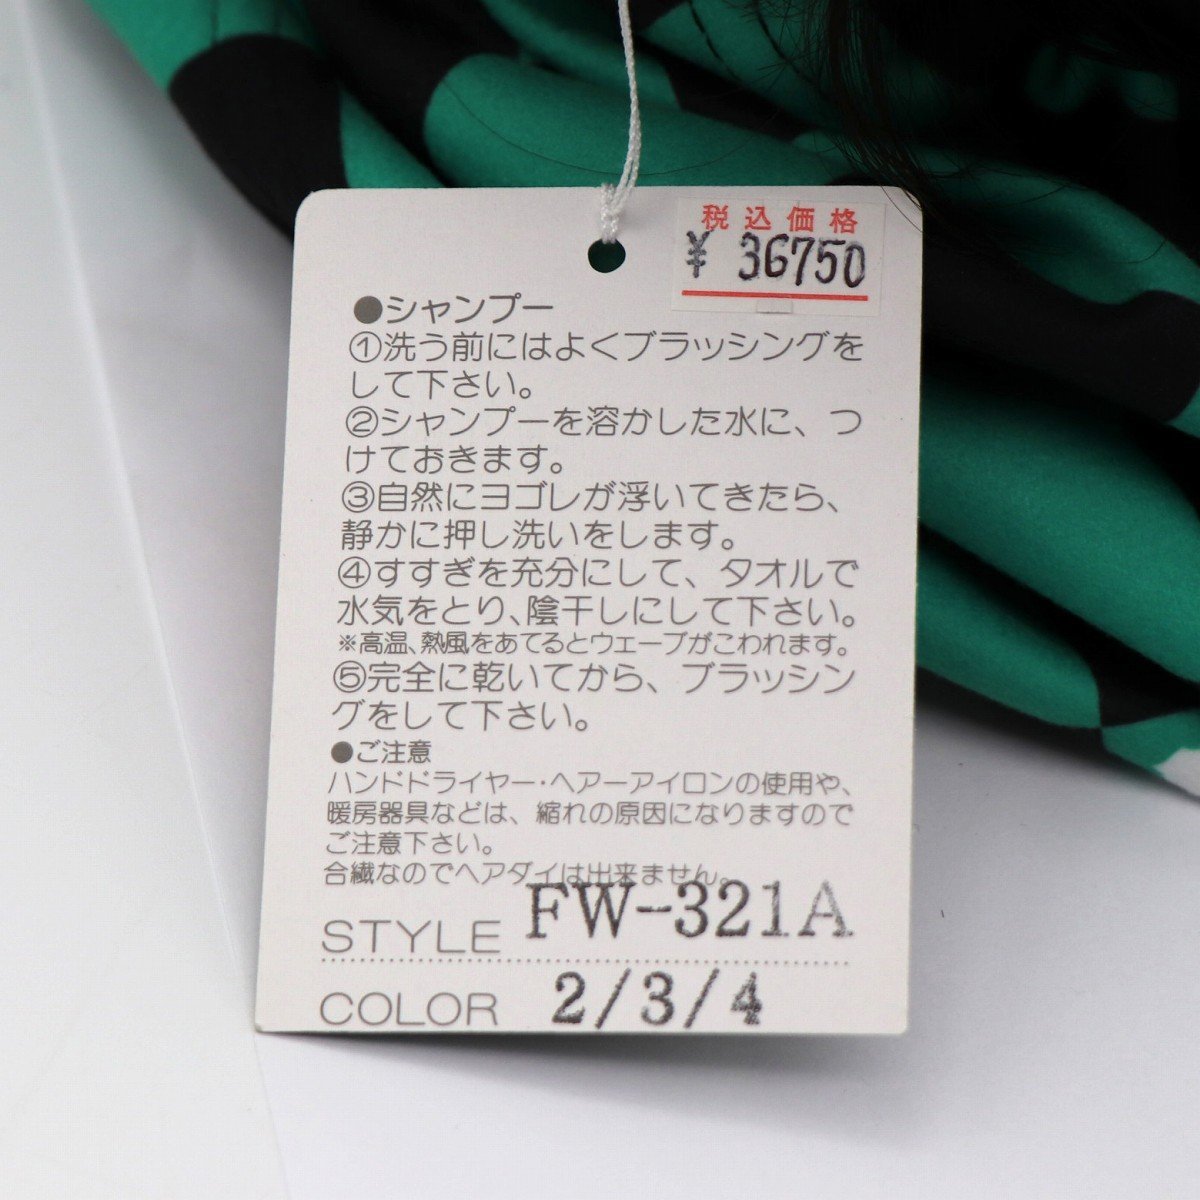 税込価格
¥ 36750
●シャンプー
①洗う前にはよくブラッシングを
して下さい。
②シャンプーを溶かした水に、つ
けておきます。
③自然にヨゴレが浮いてきたら、
静かに押し洗いをします。
④すすぎを充分にして、タオルで
水気をとり、陰干しにして下さい。
※高温、熱風をあてるとウェーブがこわれます。
⑤完全に乾いてから、ブラッシン
グをして下さい。
●ご注意
ハンドドライヤー・ヘアーアイロンの使用や、
暖房器具などは、縮れの原因になりますので
ご注意下さい。
合繊なのでヘアダイは出来ません。
STYLE FW-321A
COLOR 2/3/4